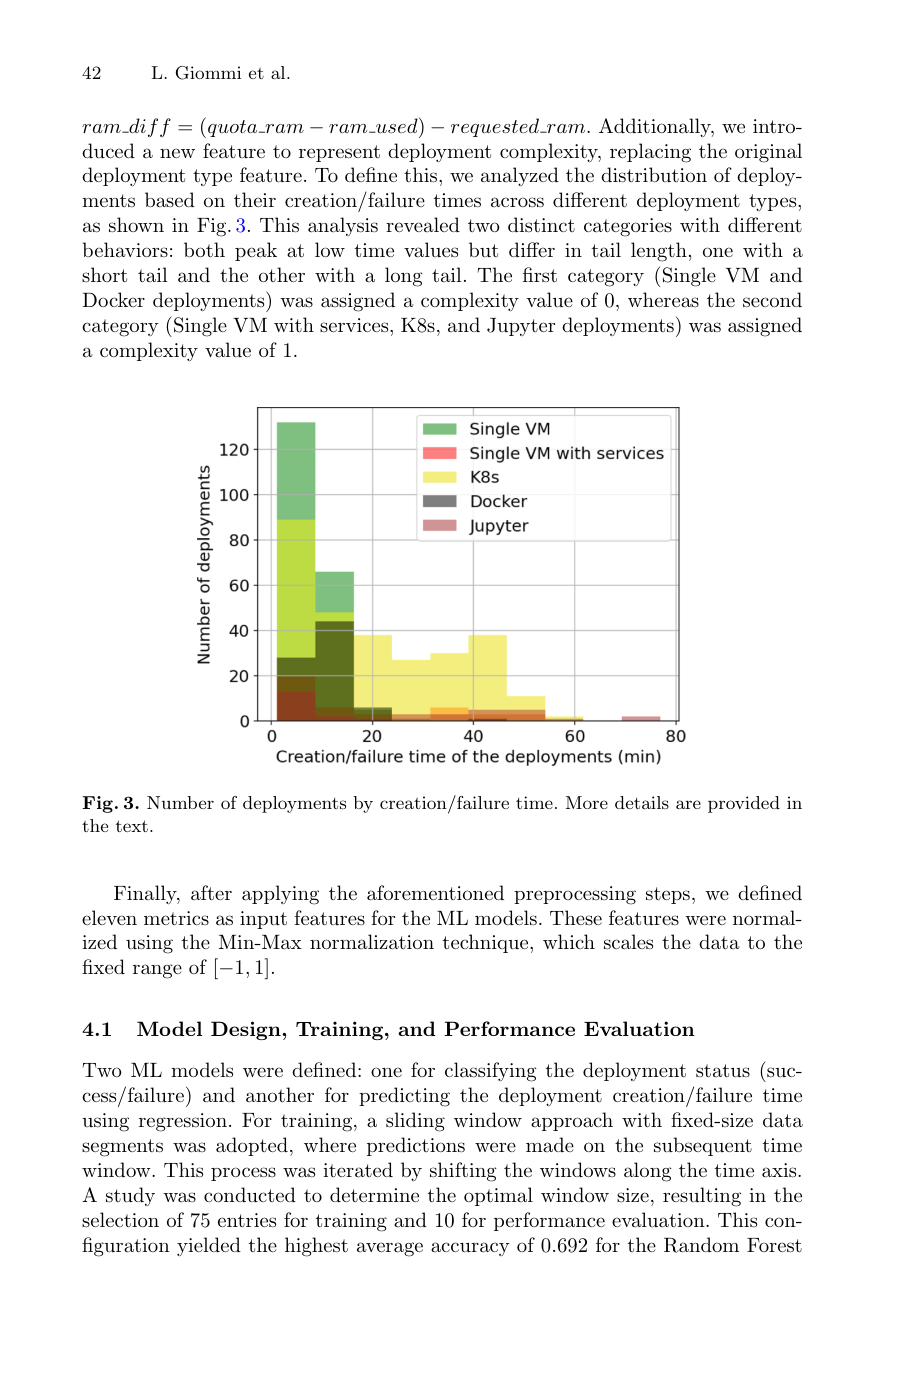 42 L. Giommi et al.
ram_diff = (quota_ram − ram_used) − requested_ram. Additionally, we intro-
duced a new feature to represent deployment complexity, replacing the original
deployment type feature. To define this, we analyzed the distribution of deploy-
ments based on their creation/failure times across different deployment types,
as shown in Fig. 3. This analysis revealed two distinct categories with different
behaviors: both peak at low time values but differ in tail length, one with a
short tail and the other with a long tail. The first category (Single VM and
Docker deployments) was assigned a complexity value of 0, whereas the second
category (Single VM with services, K8s, and Jupyter deployments) was assigned
a complexity value of 1.
Single VM
Single VM with services
K8s
Docker
Jupyter
Number of deployments
120
100
80
60
40
20
0
0 20 40 60 80
Creation/failure time of the deployments (min)
Fig. 3. Number of deployments by creation/failure time. More details are provided in
the text.
Finally, after applying the aforementioned preprocessing steps, we defined
eleven metrics as input features for the ML models. These features were normal-
ized using the Min-Max normalization technique, which scales the data to the
fixed range of [−1, 1].
4.1 Model Design, Training, and Performance Evaluation
Two ML models were defined: one for classifying the deployment status (suc-
cess/failure) and another for predicting the deployment creation/failure time
using regression. For training, a sliding window approach with fixed-size data
segments was adopted, where predictions were made on the subsequent time
window. This process was iterated by shifting the windows along the time axis.
A study was conducted to determine the optimal window size, resulting in the
selection of 75 entries for training and 10 for performance evaluation. This con-
figuration yielded the highest average accuracy of 0.692 for the Random Forest